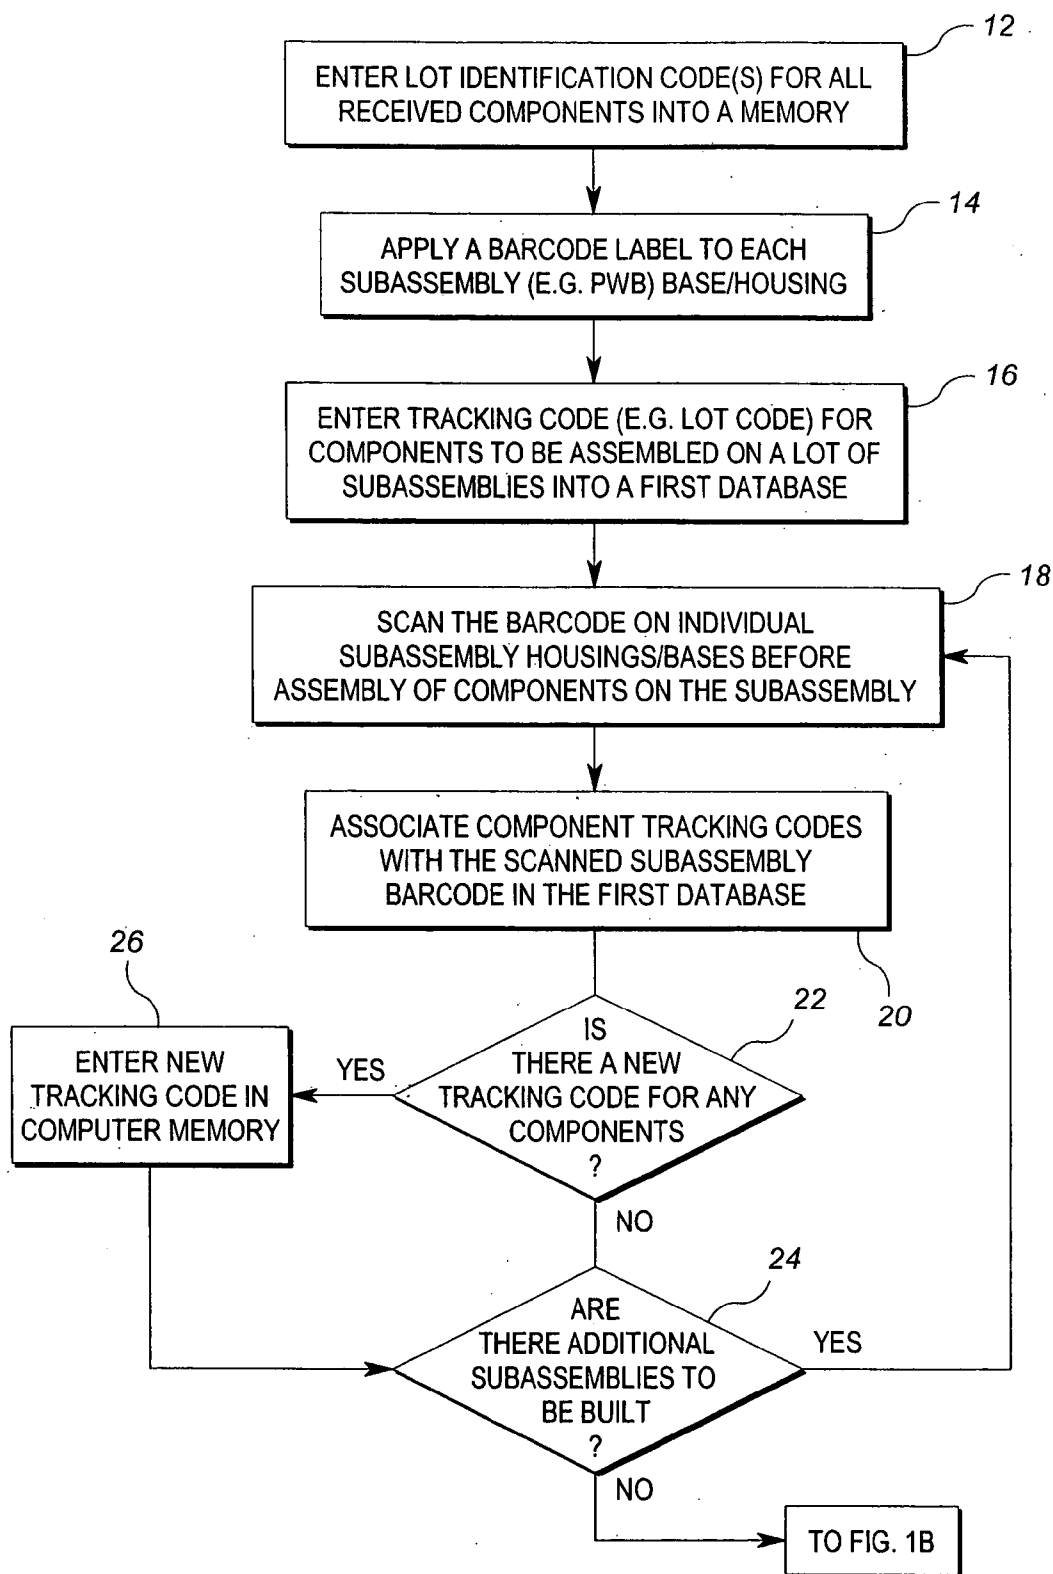 12
ENTER LOT IDENTIFICATION CODE(S) FOR ALL
RECEIVED COMPONENTS INTO A MEMORY
14
APPLY A BARCODE LABEL TO EACH
SUBASSEMBLY (E.G. PWB) BASE/HOUSING
16
ENTER TRACKING CODE (E.G. LOT CODE) FOR
COMPONENTS TO BE ASSEMBLED ON A LOT OF
SUBASSEMBLIES INTO A FIRST DATABASE
18
SCAN THE BARCODE ON INDIVIDUAL
SUBASSEMBLY HOUSINGS/BASES BEFORE
ASSEMBLY OF COMPONENTS ON THE SUBASSEMBLY
ASSOCIATE COMPONENT TRACKING CODES
WITH THE SCANNED SUBASSEMBLY
BARCODE IN THE FIRST DATABASE
20
22
IS
THERE A NEW
TRACKING CODE FOR ANY
COMPONENTS
?
YES
26
ENTER NEW
TRACKING CODE IN
COMPUTER MEMORY
NO
24
ARE
THERE ADDITIONAL
SUBASSEMBLIES TO
BE BUILT
?
YES
NO
TO FIG. 1B